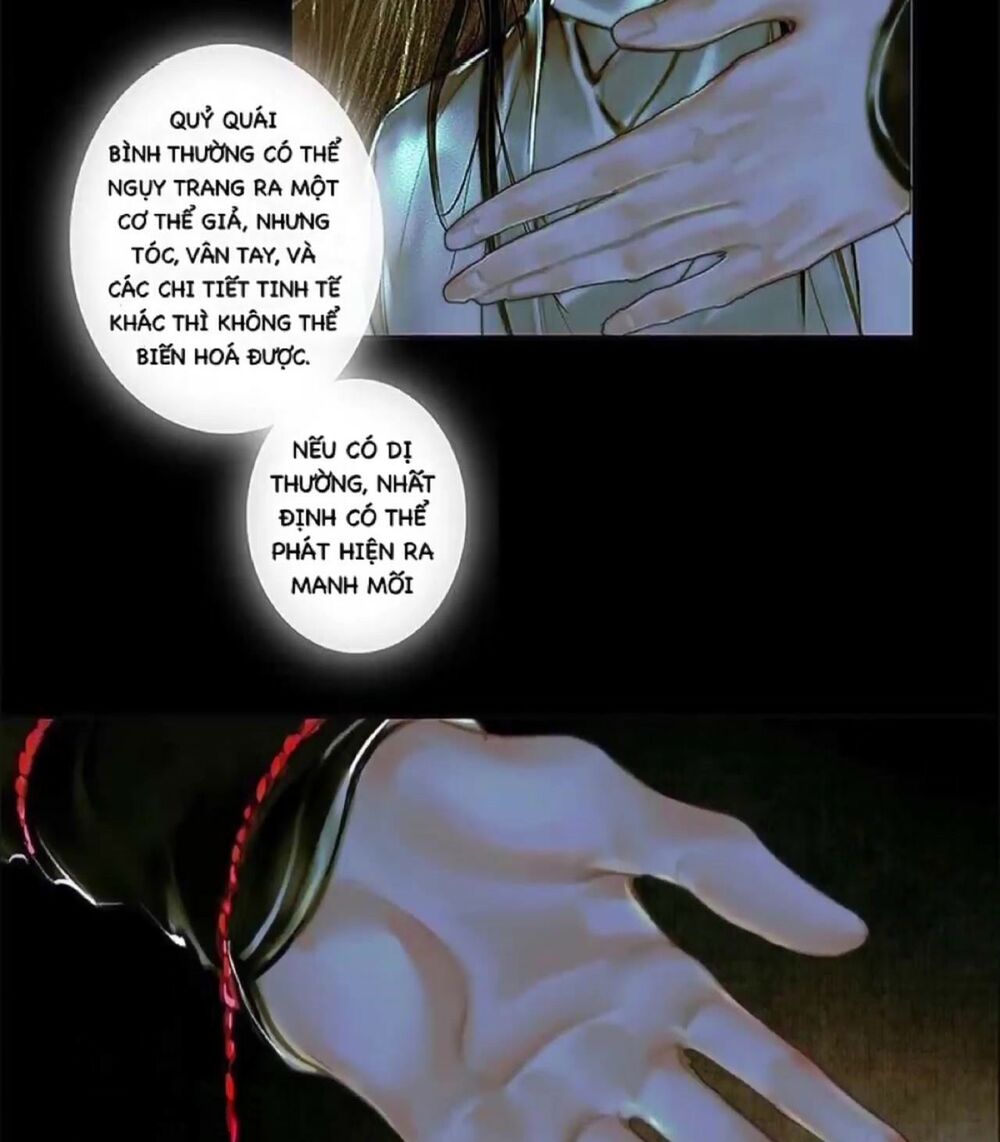 QUỶ QUÁI
BÌNH THƯỜNG CÓ THỂ
NGỤY TRANG RA MỘT
CƠ THỂ GIẢ, NHƯNG
TÓC, VÂN TAY, VÀ
CÁC CHI TIẾT TINH TẾ
KHÁC THÌ KHÔNG THỂ
BIẾN HOÁ ĐƯỢC.
NẾU CÓ DỊ
THƯỜNG, NHẤT
ĐỊNH CÓ THỂ
PHÁT HIỆN RA
MANH MỐI